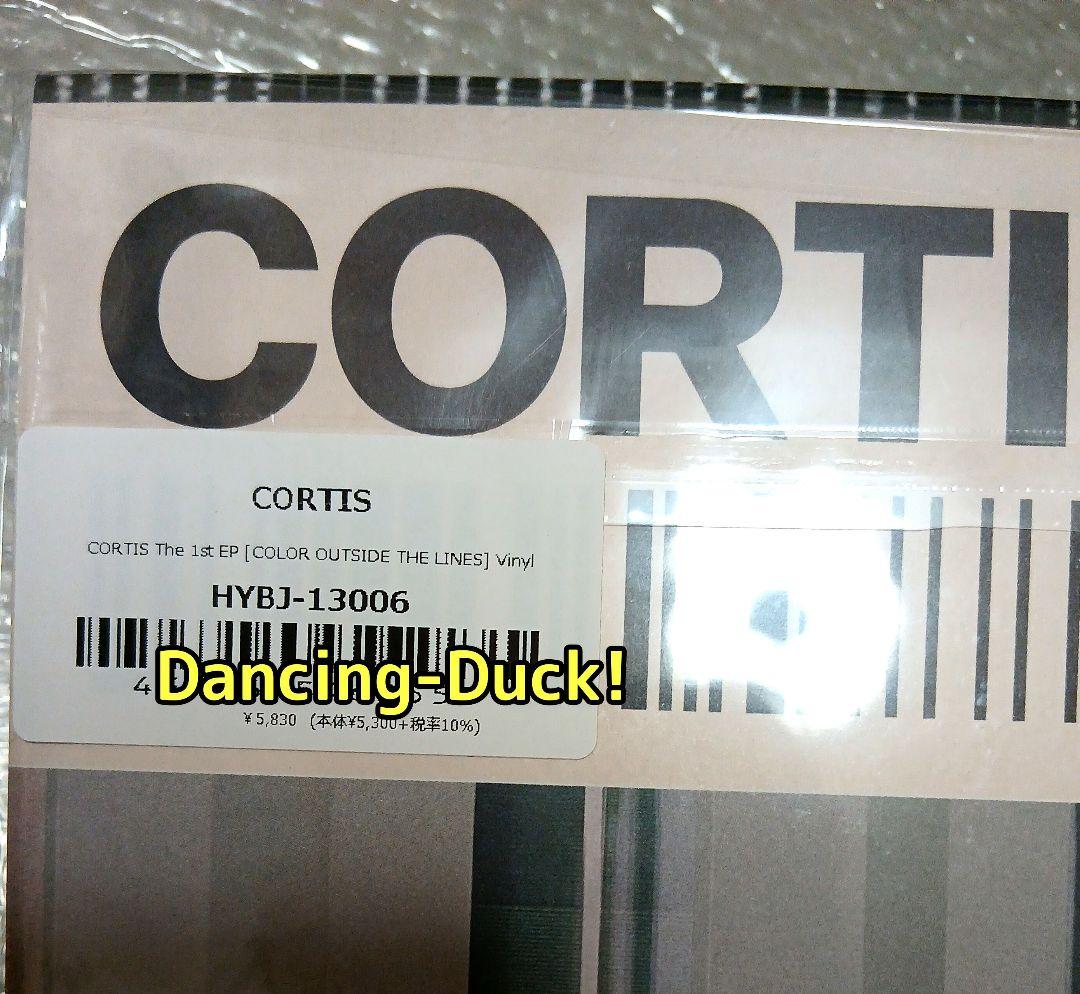 CORTI
CORTIS
CORTIS The 1st EP [COLOR OUTSIDE THE LINES] Vinyl
HYBJ-13006
Dancing-Duck!
¥5,830 (本体¥5,300+税率10%)